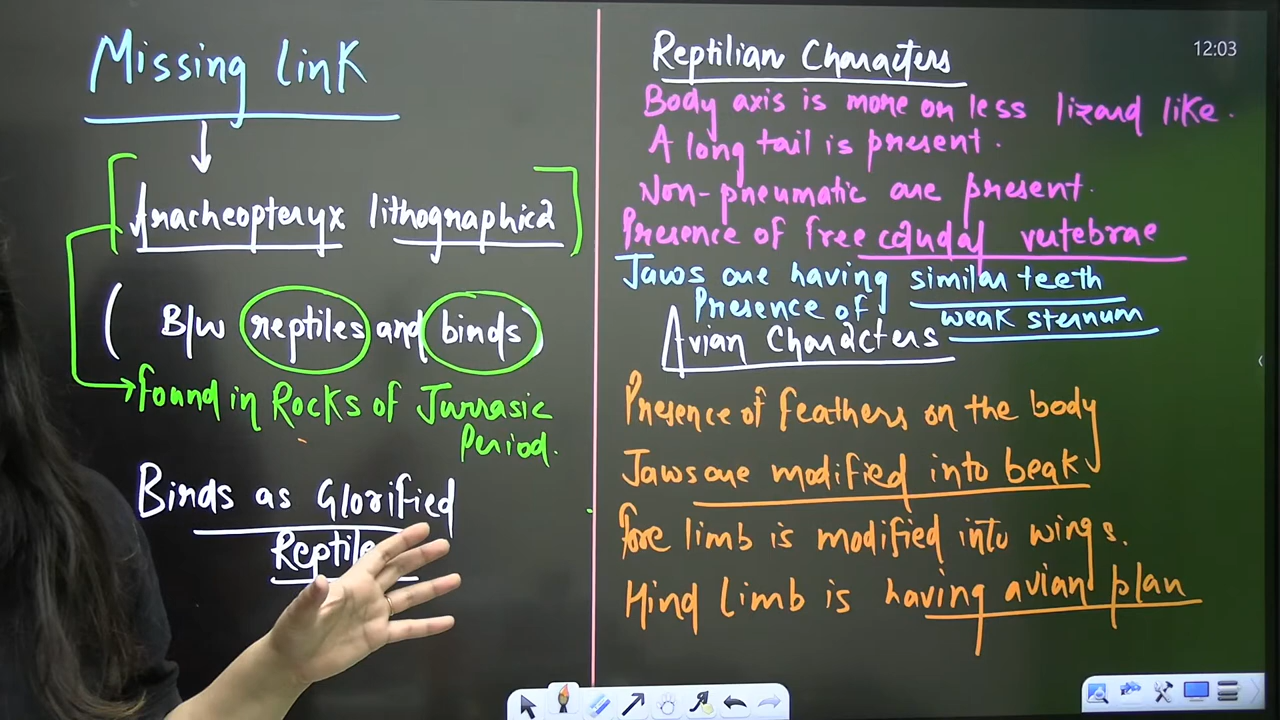 Missing link
Aracheopteryx lithographica
( B/w reptiles and birds)
Found in Rocks of Jurrasic
Period.
Birds as Glorified
Reptile
Reptilian Characters
12:03
Body axis is more or less lizard like.
A long tail is present.
Non-pneumatic are present.
Presence of free caudal vertebrae
Jaws are having similar teeth
Presence of weak sternum
Avian Characters
Presence of feathers on the body
Jaws are modified into beak
Fore limb is modified into wings.
Hind limb is having avian plan